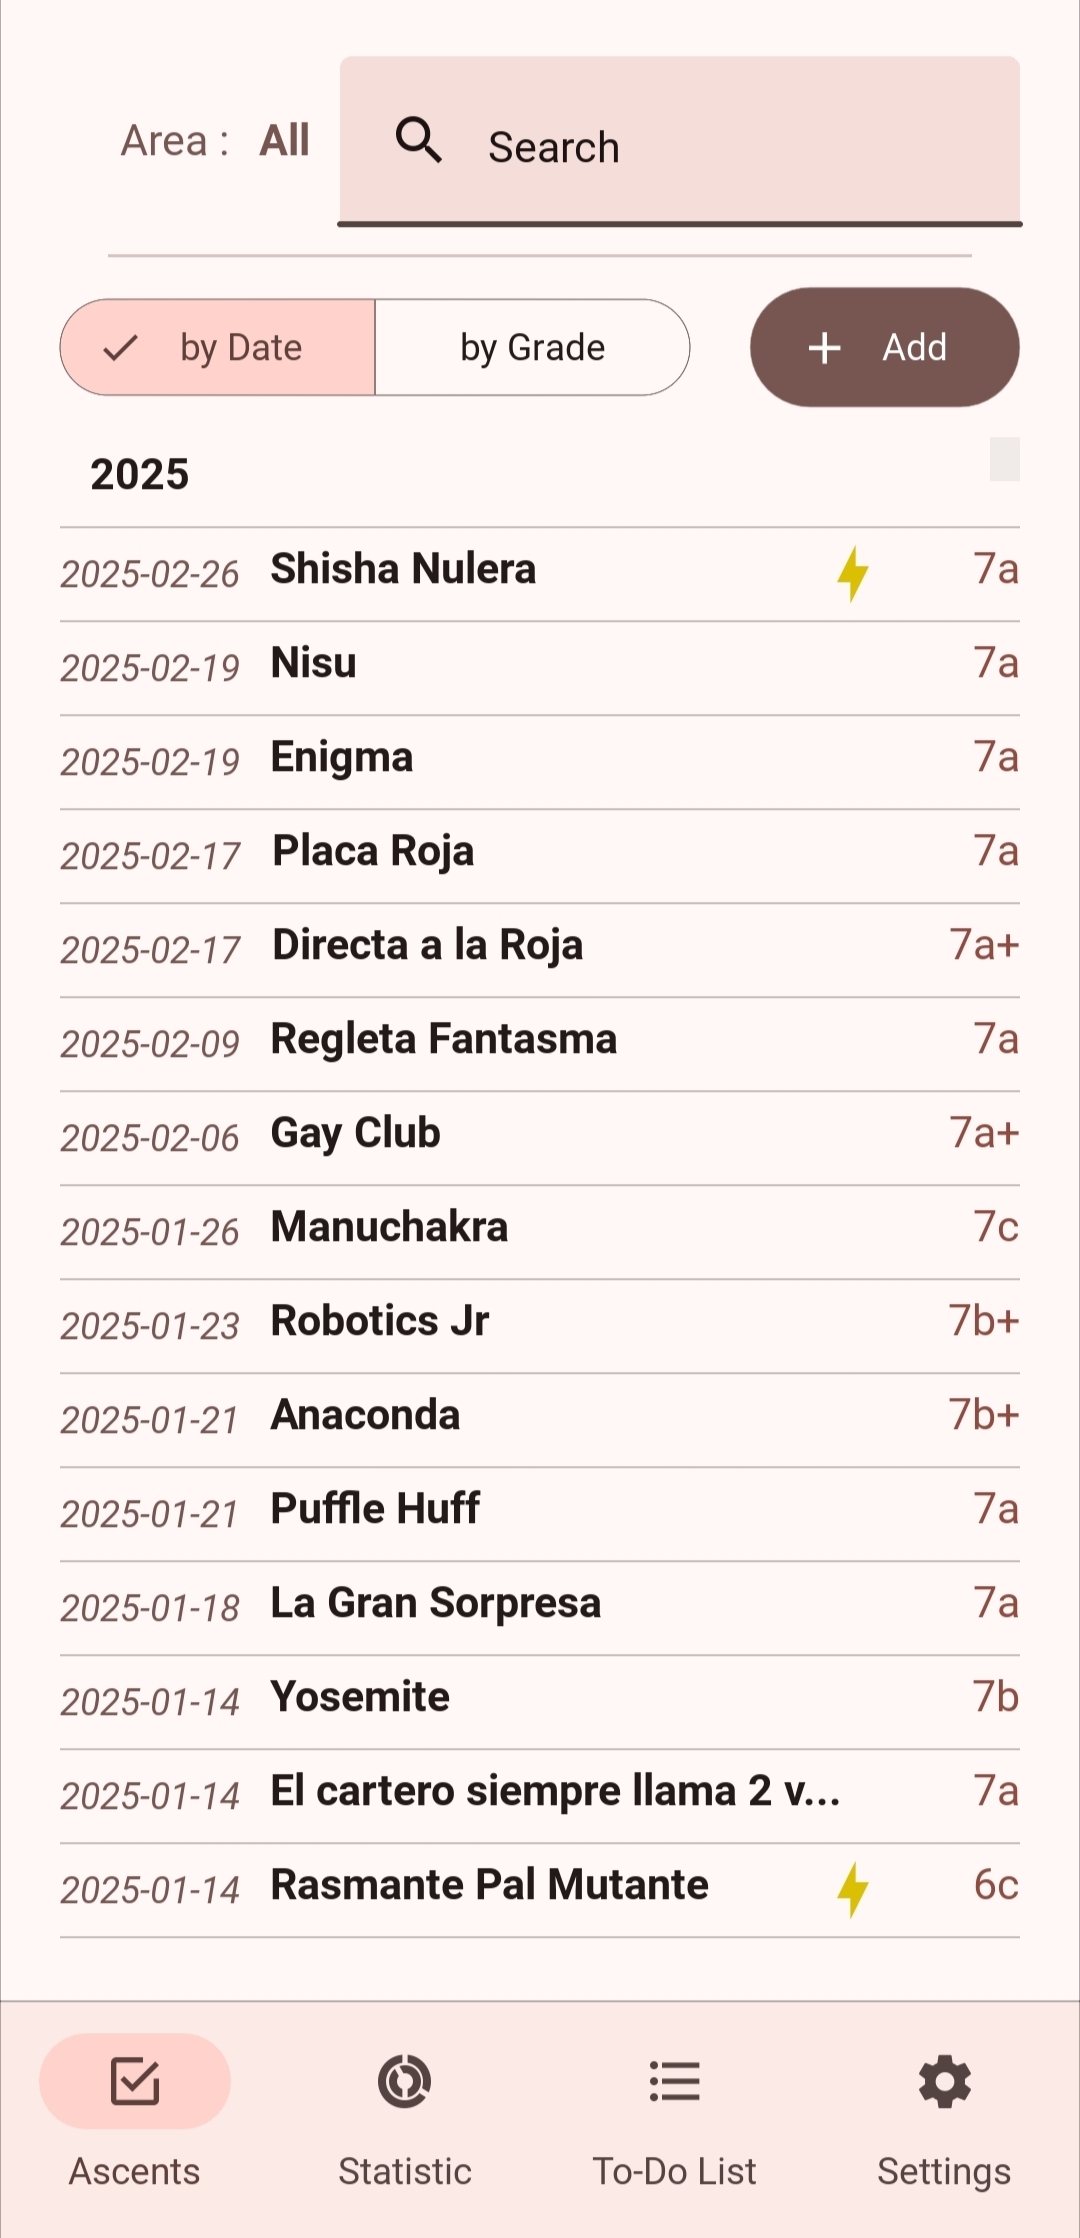 Area : All Search
by Date by Grade + Add
2025
2025-02-26 Shisha Nulera 7a
2025-02-19 Nisu 7a
2025-02-19 Enigma 7a
2025-02-17 Placa Roja 7a
2025-02-17 Directa a la Roja 7a+
2025-02-09 Regleta Fantasma 7a
2025-02-06 Gay Club 7a+
2025-01-26 Manuchakra 7c
2025-01-23 Robotics Jr 7b+
2025-01-21 Anaconda 7b+
2025-01-21 Puffle Huff 7a
2025-01-18 La Gran Sorpresa 7a
2025-01-14 Yosemite 7b
2025-01-14 El cartero siempre llama 2 v... 7a
2025-01-14 Rasmante Pal Mutante 6c
Ascents Statistic To-Do List Settings